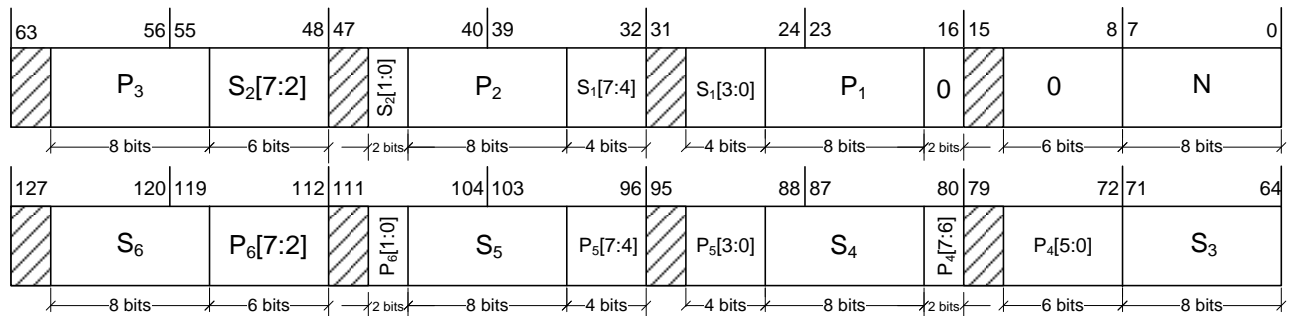 63 56 55 48 47 40 39 32 31 24 23 16 15 8 7 0
P₃ S₂[7:2] S₂[1:0] P₂ S₁[7:4] S₁[3:0] P₁ 0 0 N
8 bits 6 bits 2 bits 8 bits 4 bits 4 bits 8 bits 2 bits 6 bits 8 bits
127 120 119 112 111 104 103 96 95 88 87 80 79 72 71 64
S₆ P₆[7:2] P₆[1:0] S₅ P₅[7:4] P₅[3:0] S₄ P₄[7:6] P₄[5:0] S₃
8 bits 6 bits 2 bits 8 bits 4 bits 4 bits 8 bits 2 bits 6 bits 8 bits